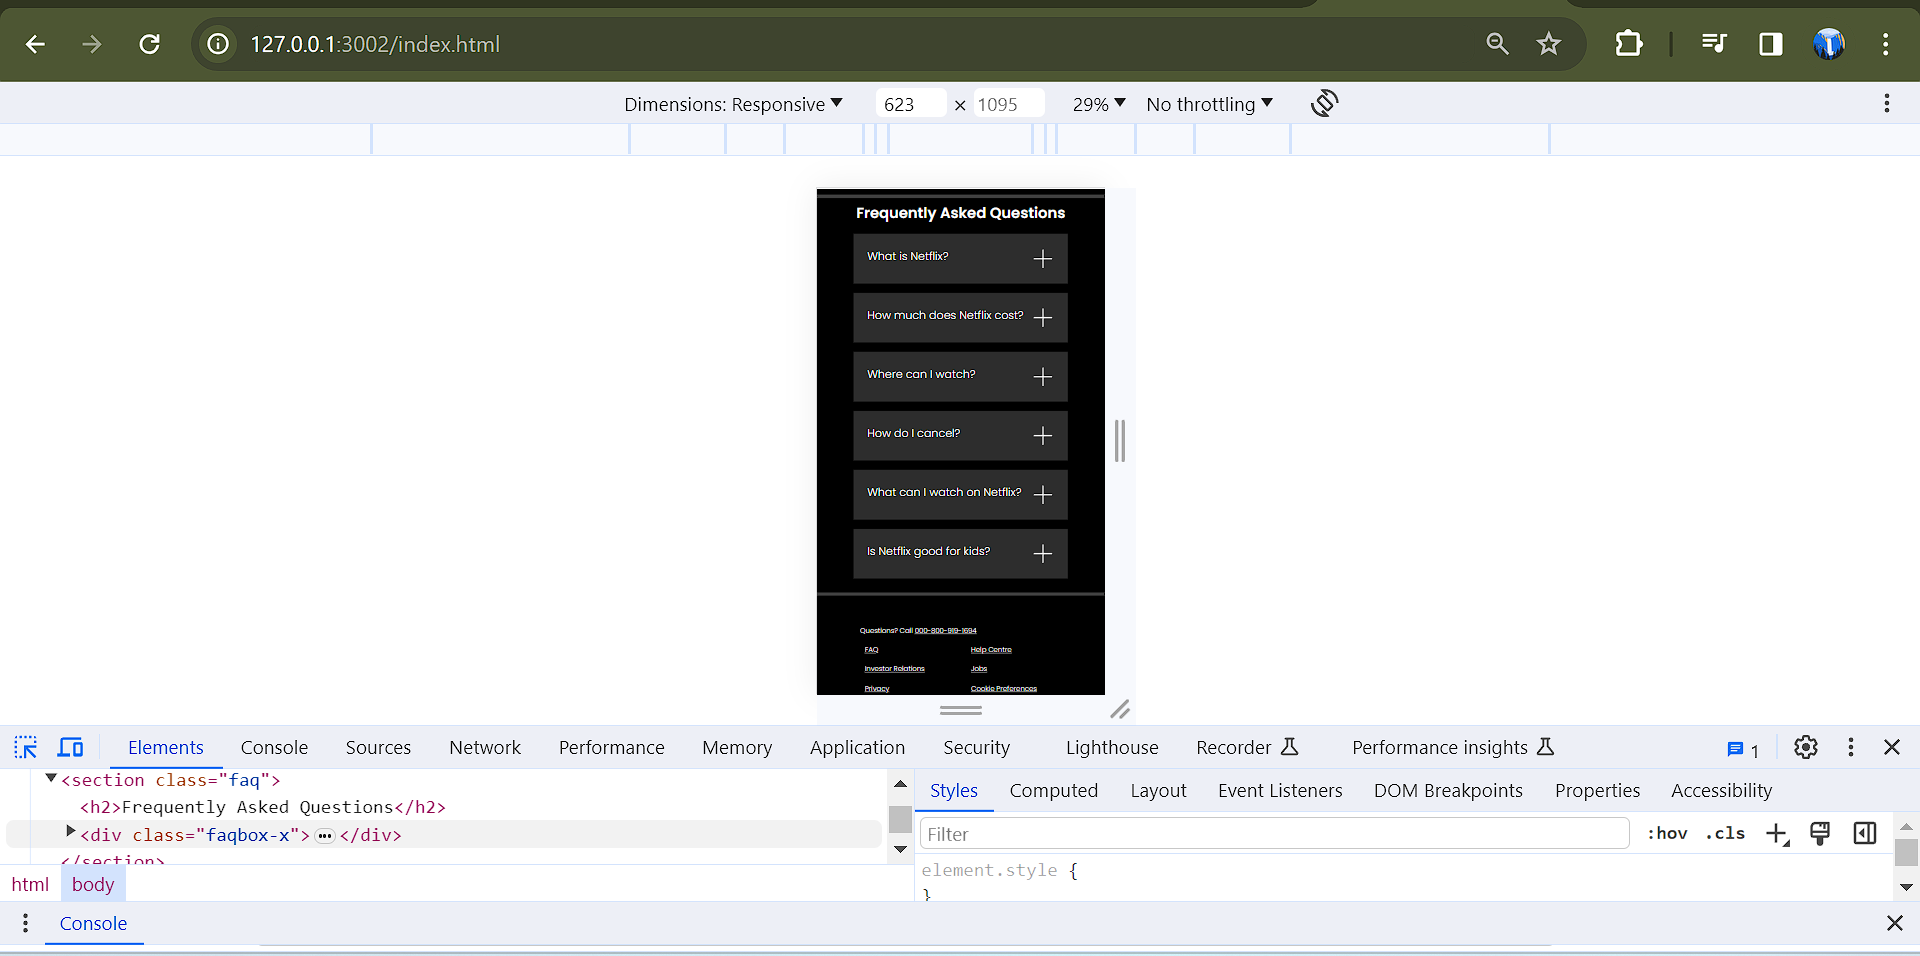 127.0.0.1:3002/index.html
Dimensions: Responsive 623 × 1095 29% No throttling
Frequently Asked Questions
What is Netflix?
How much does Netflix cost?
Where can I watch?
How do I cancel?
What can I watch on Netflix?
Is Netflix good for kids?
Questions? Call 000-800-919-1694
FAQ Help Centre
Investor Relations Jobs
Privacy Cookie Preferences
Elements Console Sources Network Performance Memory Application Security Lighthouse Recorder Performance insights 1
<section class="faq">
<h2>Frequently Asked Questions</h2>
<div class="faqbox-x"> ••• </div>
</section>
html body
Styles Computed Layout Event Listeners DOM Breakpoints Properties Accessibility
Filter :hov .cls
element.style {
}
Console